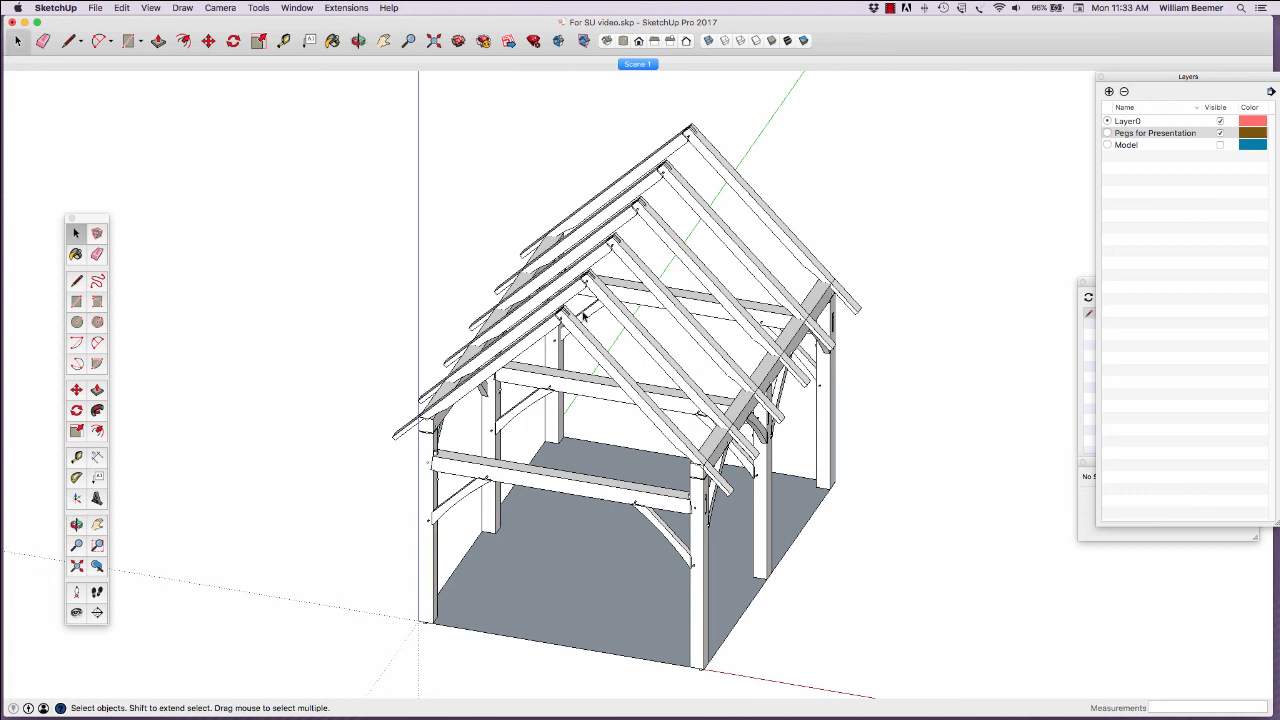 SketchUp File Edit View Draw Camera Tools Window Extensions Help 96% Mon 11:33 AM William Beemer
For SU video.skp - SketchUp Pro 2017
Scene 1
Layers
Name Visible Color
Layer0
Pegs for Presentation
Model
No S
Select objects. Shift to extend select. Drag mouse to select multiple.
Measurements